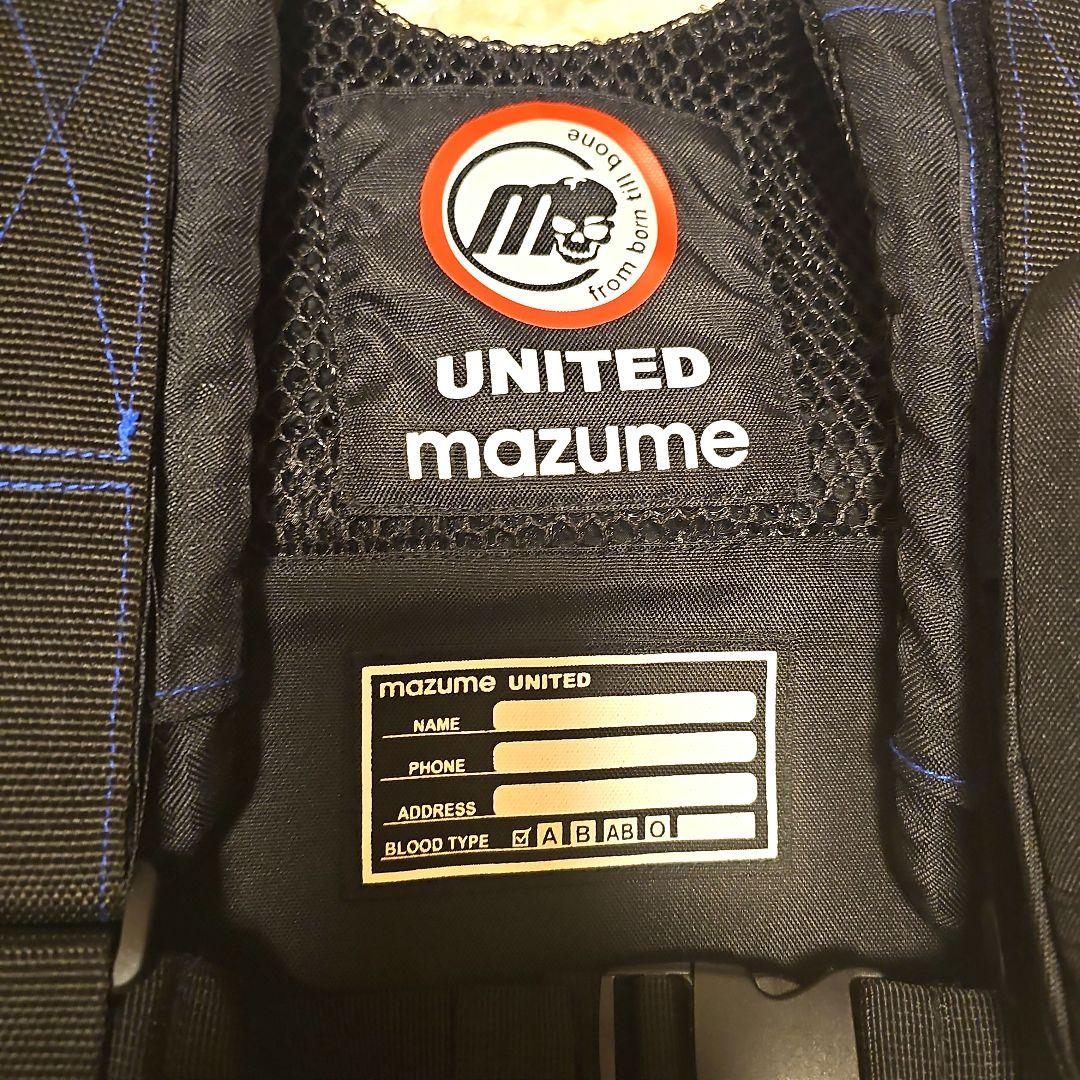 from born till bone
UNITED
mazume
mazume UNITED
NAME
PHONE
ADDRESS
BLOOD TYPE A B AB O